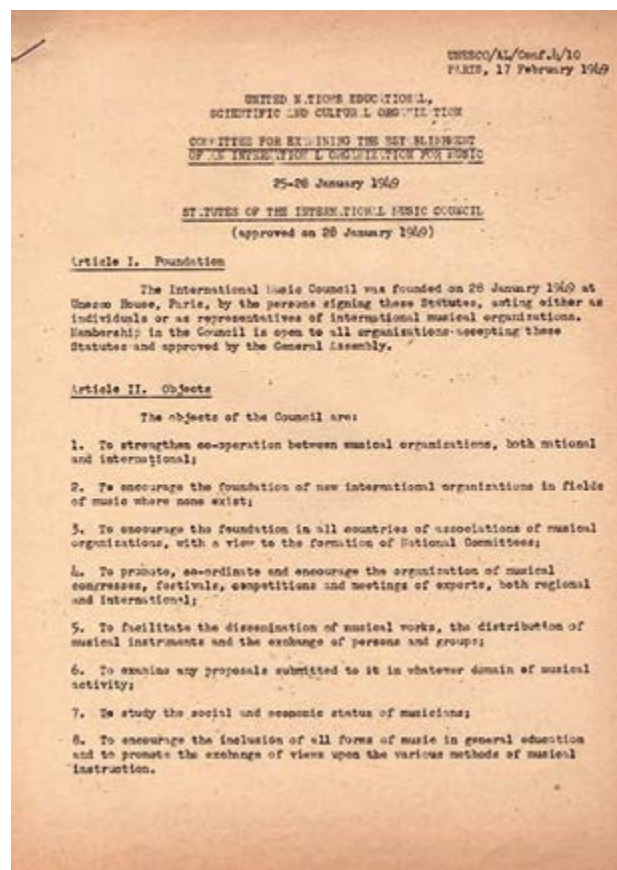 UNESCO/AL/Conf.4/10
PARIS, 17 February 1949
UNITED NATIONS EDUCATIONAL,
SCIENTIFIC AND CULTURAL ORGANIZATION
COMMITTEE FOR EXAMINING THE ESTABLISHMENT
OF AN INTERNATIONAL ORGANIZATION FOR MUSIC
25-28 January 1949
STATUTES OF THE INTERNATIONAL MUSIC COUNCIL
(approved on 28 January 1949)
Article I. Foundation
The International Music Council was founded on 28 January 1949 at
Unesco House, Paris, by the persons signing these Statutes, acting either as
individuals or as representatives of international musical organizations.
Membership in the Council is open to all organizations accepting these
Statutes and approved by the General Assembly.
Article II. Objects
The objects of the Council are:
1. To strengthen co-operation between musical organizations, both national
and international;
2. To encourage the foundation of new international organizations in fields
of music where none exist;
3. To encourage the foundation in all countries of associations of musical
organizations, with a view to the formation of National Committees;
4. To promote, co-ordinate and encourage the organization of musical
congresses, festivals, competitions and meetings of experts, both regional
and international;
5. To facilitate the dissemination of musical works, the distribution of
musical instruments and the exchange of persons and groups;
6. To examine any proposals submitted to it in whatever domain of musical
activity;
7. To study the social and economic status of musicians;
8. To encourage the inclusion of all forms of music in general education
and to promote the exchange of views upon the various methods of musical
instruction.